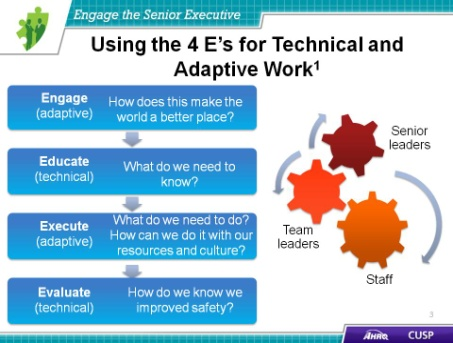 Engage the Senior Executive
Using the 4 E's for Technical and
Adaptive Work1
Engage
(adaptive)
How does this make the
world a better place?
Educate
(technical)
What do we need to
know?
Execute
(adaptive)
What do we need to do?
How can we do it with our
resources and culture?
Evaluate
(technical)
How do we know we
improved safety?
Senior
leaders
Team
leaders
Staff
3
AHRQ
CUSP